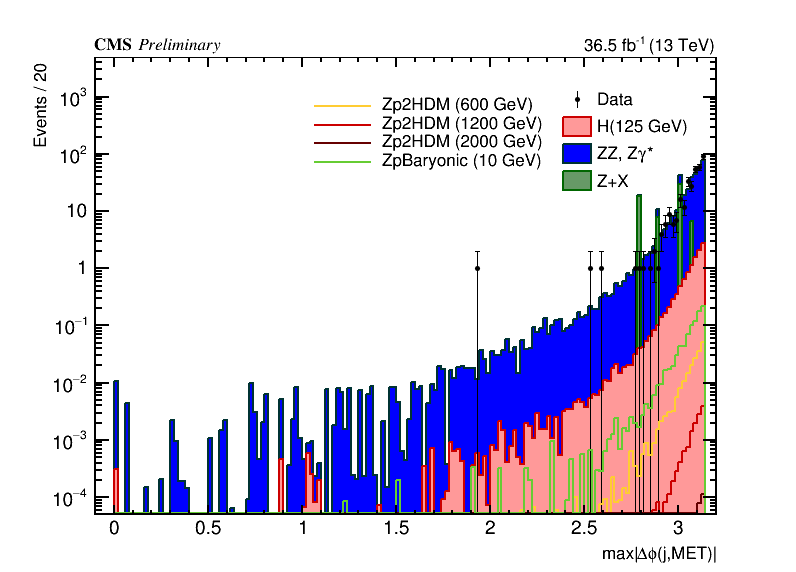 CMS Preliminary 36.5 fb⁻¹ (13 TeV)
Events / 20
Zp2HDM (600 GeV)
Zp2HDM (1200 GeV)
Zp2HDM (2000 GeV)
ZpBaryonic (10 GeV)
Data
H(125 GeV)
ZZ, Zγ*
Z+X
10³
10²
10
1
10⁻¹
10⁻²
10⁻³
10⁻⁴
0 0.5 1 1.5 2 2.5 3
max|Δϕ(j,MET)|